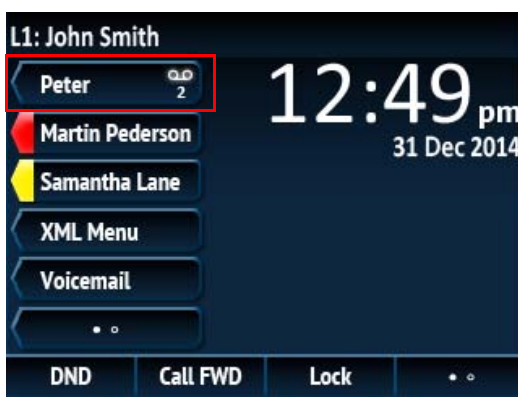 L1: John Smith
Peter 2
12:49 pm
Martin Pederson
31 Dec 2014
Samantha Lane
XML Menu
Voicemail
DND Call FWD Lock